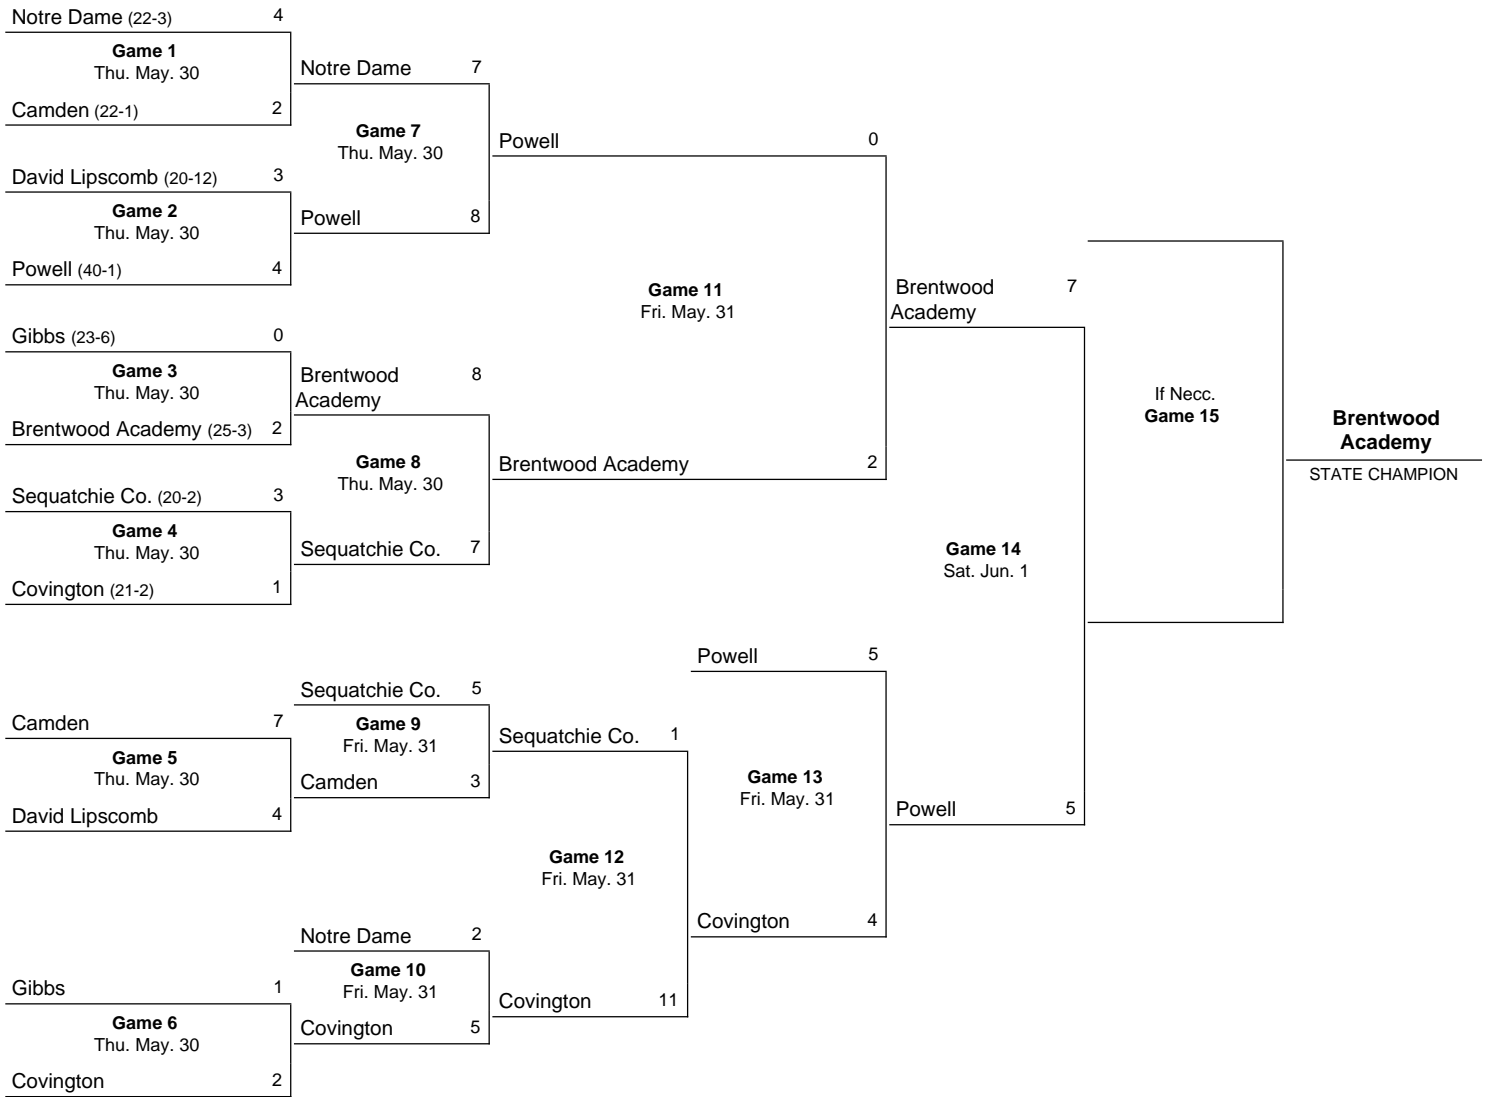 Notre Dame (22-3) 4
Game 1
Thu. May. 30
Camden (22-1) 2
David Lipscomb (20-12) 3
Game 2
Thu. May. 30
Powell (40-1) 4
Gibbs (23-6) 0
Game 3
Thu. May. 30
Brentwood Academy (25-3) 2
Sequatchie Co. (20-2) 3
Game 4
Thu. May. 30
Covington (21-2) 1
Camden 7
Game 5
Thu. May. 30
David Lipscomb 4
Gibbs 1
Game 6
Thu. May. 30
Covington 2
Notre Dame 7
Game 7
Thu. May. 30
Powell 8
Brentwood 8
Academy
Game 8
Thu. May. 30
Sequatchie Co. 7
Sequatchie Co. 5
Game 9
Fri. May. 31
Camden 3
Notre Dame 2
Game 10
Fri. May. 31
Covington 5
Powell 0
Game 11
Fri. May. 31
Brentwood Academy 2
Sequatchie Co. 1
Game 12
Fri. May. 31
Covington 11
Powell 5
Game 13
Fri. May. 31
Covington 4
Brentwood 7
Academy
Game 14
Sat. Jun. 1
Powell 5
If Necc.
Game 15
Brentwood
Academy
STATE CHAMPION